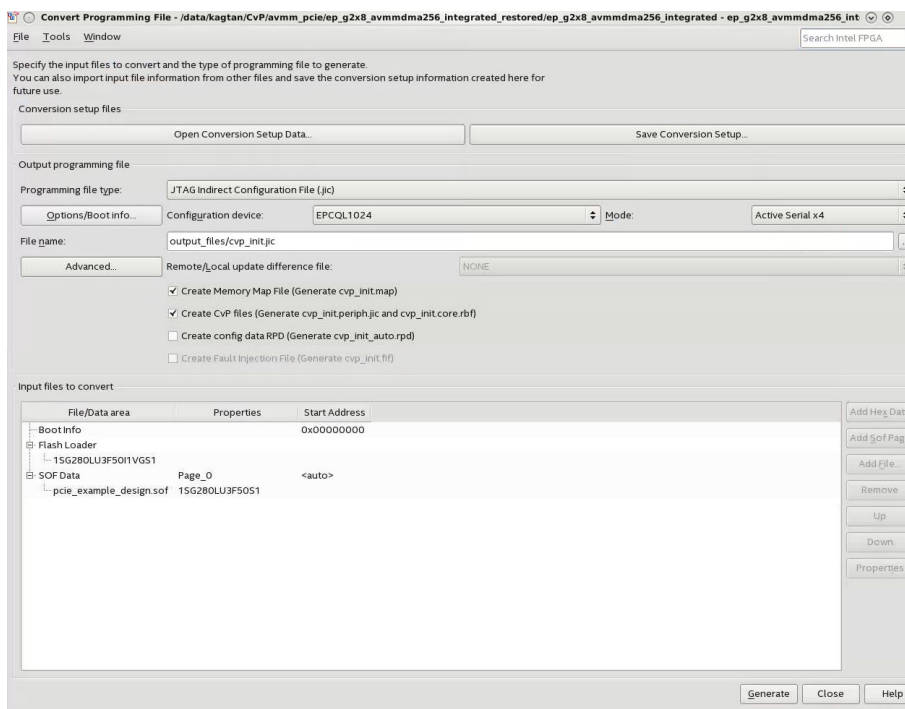 Convert Programming File - /data/kagtan/CvP/avmm_pcie/ep_g2x8_avmmdma256_integrated_restored/ep_g2x8_avmmdma256_integrated - ep_g2x8_avmmdma256_int
File Tools Window
Search Intel FPGA
Specify the input files to convert and the type of programming file to generate.
You can also import input file information from other files and save the conversion setup information created here for
future use.
Conversion setup files
Open Conversion Setup Data... Save Conversion Setup...
Output programming file
Programming file type: JTAG Indirect Configuration File (.jic)
Options/Boot info... Configuration device: EPCQL1024 Mode: Active Serial x4
File name: output_files/cvp_init.jic ...
Advanced... Remote/Local update difference file: NONE
Create Memory Map File (Generate cvp_init.map)
Create CvP files (Generate cvp_init.periph.jic and cvp_init.core.rbf)
Create config data RPD (Generate cvp_init_auto.rpd)
Create Fault Injection File (Generate cvp_init.fif)
Input files to convert
File/Data area Properties Start Address
Boot Info 0x00000000
Flash Loader
1SG280LU3F50I1VGS1
SOF Data Page_0 <auto>
pcie_example_design.sof 1SG280LU3F50S1
Add Hex Dat
Add Sof Pag
Add File...
Remove
Up
Down
Properties
Generate Close Help